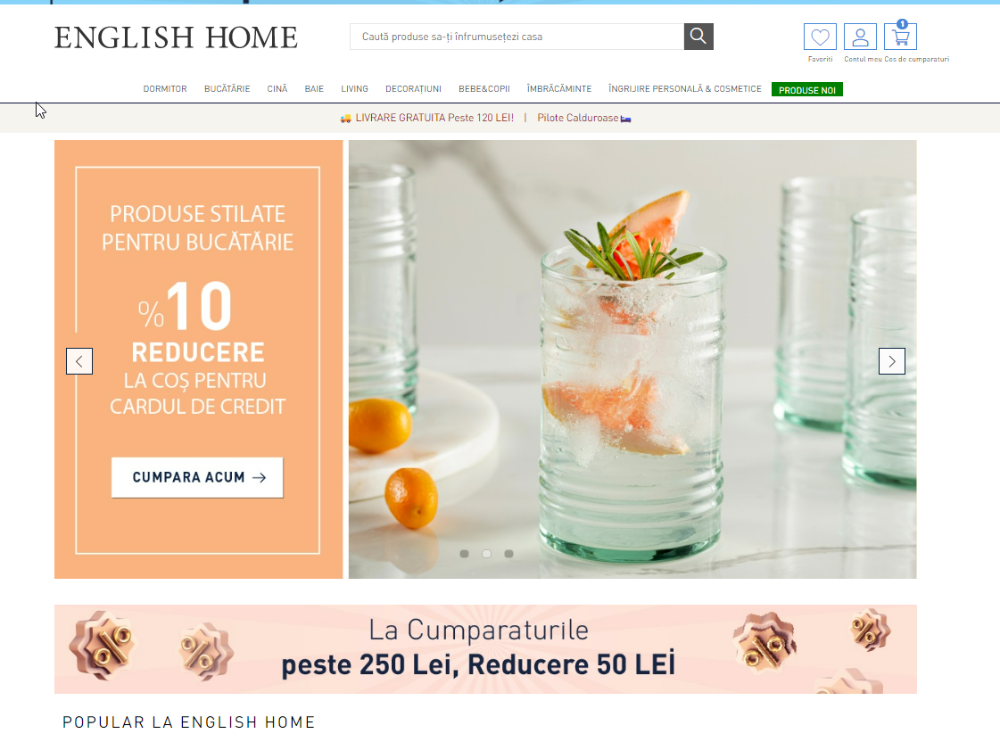 ENGLISH HOME
Caută produse sa-ți înfrumusețezi casa
1
Favoriti
Contul meu
Cos de cumparaturi
DORMITOR BUCĂTĂRIE CINĂ BAIE LIVING DECORAȚIUNI BEBE&COPII ÎMBRĂCĂMINTE ÎNGRIJIRE PERSONALĂ & COSMETICE PRODUSE NOI
🚚 LIVRARE GRATUITA Peste 120 LEI! | Pilote Calduroase🛏️
PRODUSE STILATE
PENTRU BUCĂTĂRIE
%10
REDUCERE
LA COȘ PENTRU
CARDUL DE CREDIT
CUMPARA ACUM →
La Cumparaturile
peste 250 Lei, Reducere 50 LEİ
POPULAR LA ENGLISH HOME